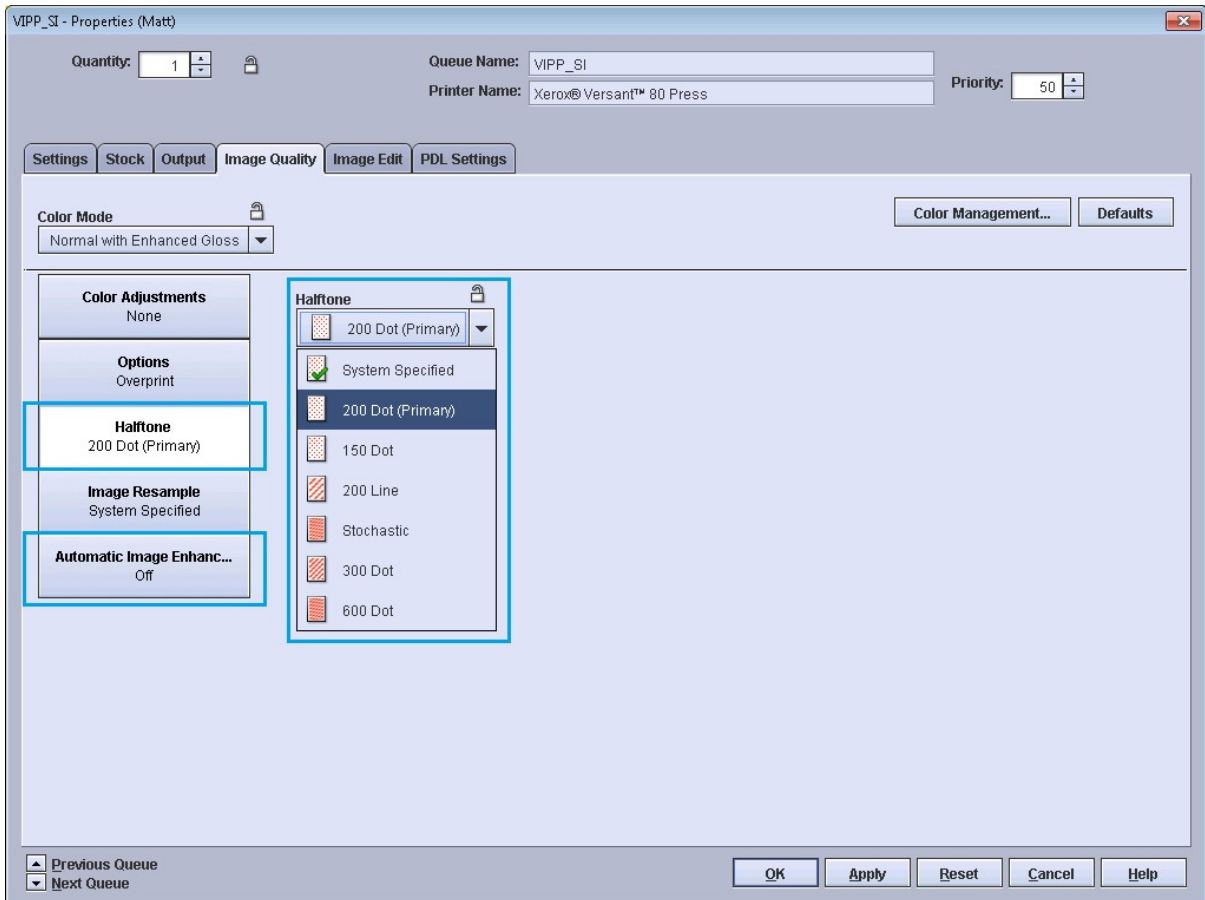 VIPP_SI - Properties (Matt)
Quantity: 1
Queue Name: VIPP_SI
Printer Name: Xerox® Versant™ 80 Press
Priority: 50
Settings Stock Output Image Quality Image Edit PDL Settings
Color Mode
Normal with Enhanced Gloss
Color Management... Defaults
Color Adjustments
None
Options
Overprint
Halftone
200 Dot (Primary)
Image Resample
System Specified
Automatic Image Enhanc...
Off
Halftone
200 Dot (Primary)
System Specified
200 Dot (Primary)
150 Dot
200 Line
Stochastic
300 Dot
600 Dot
Previous Queue
Next Queue
OK Apply Reset Cancel Help